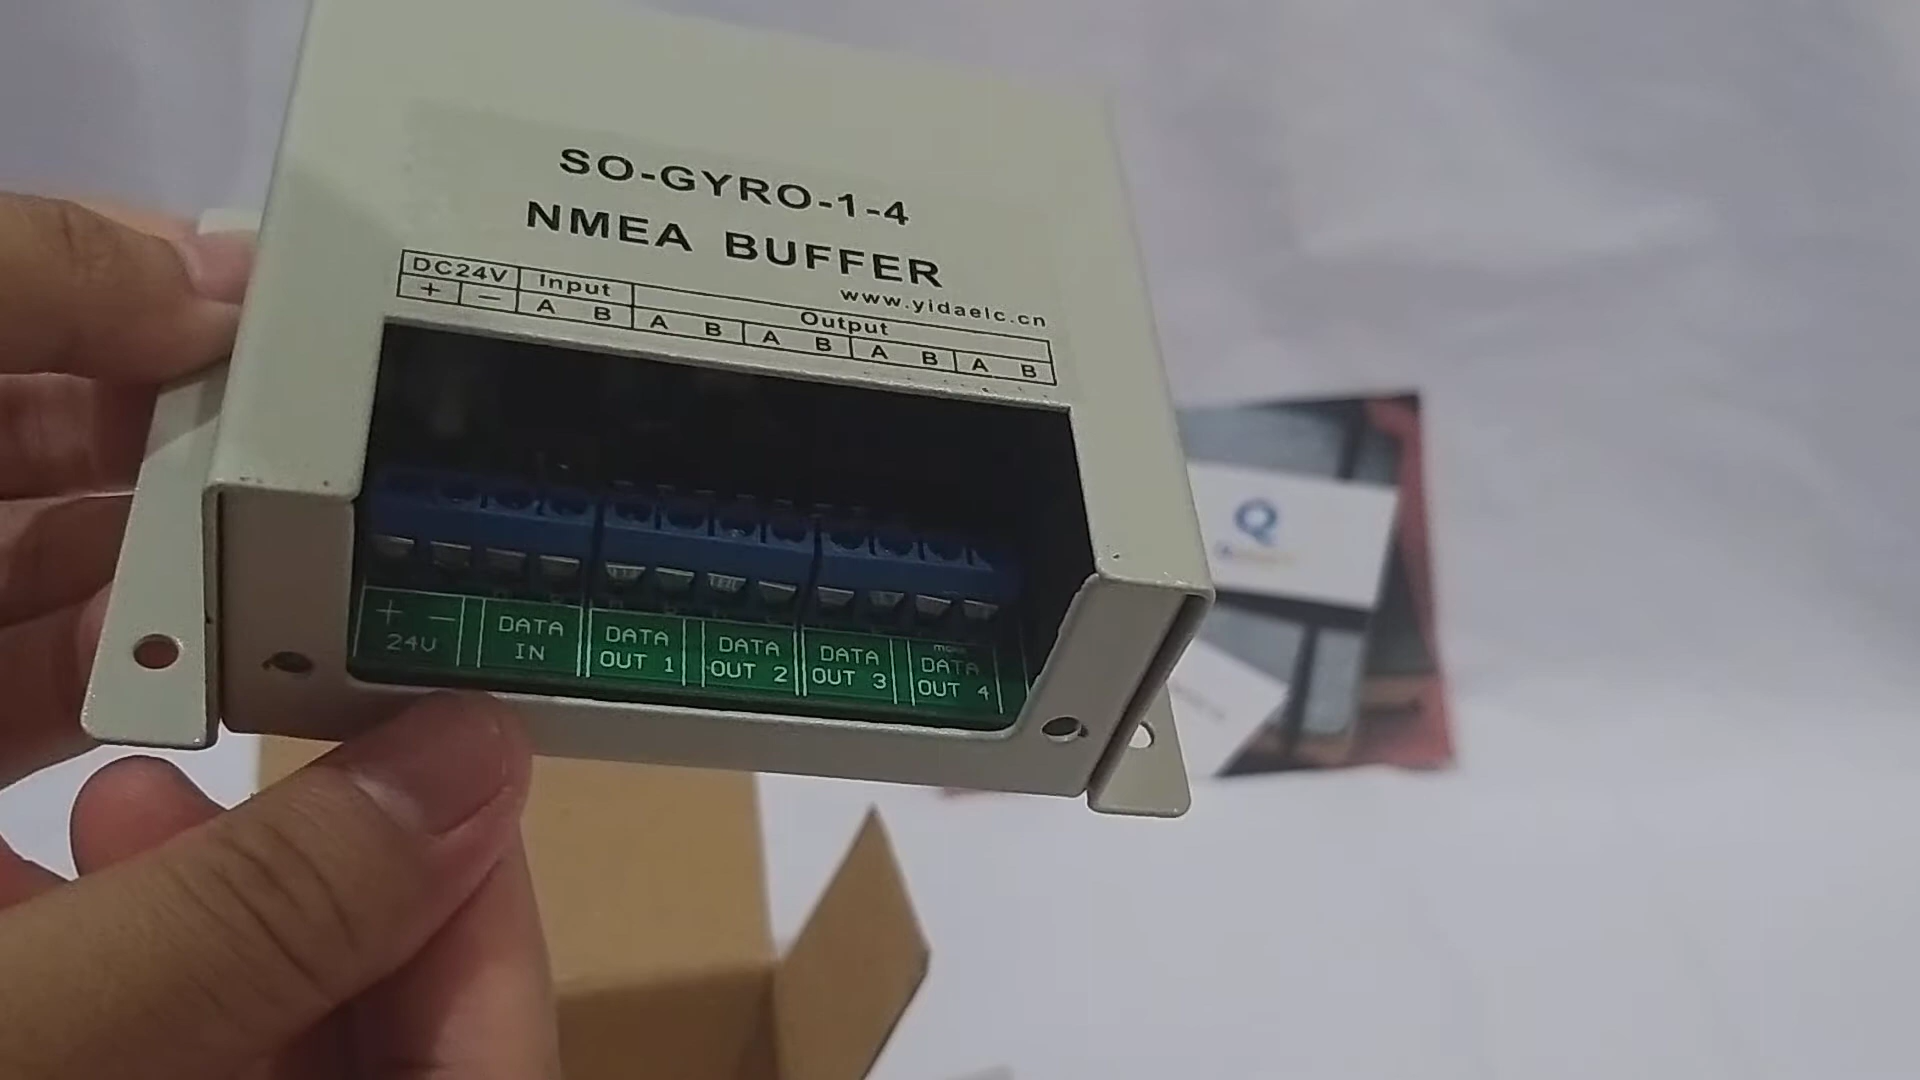 SO-GYRO-1-4
NMEA BUFFER
www.yidaelc.cn
DC24V Input Output
+ − A B A B A B A B A B
+ −
24V
DATA
IN
DATA
OUT 1
DATA
OUT 2
DATA
OUT 3
DATA
OUT 4
Q